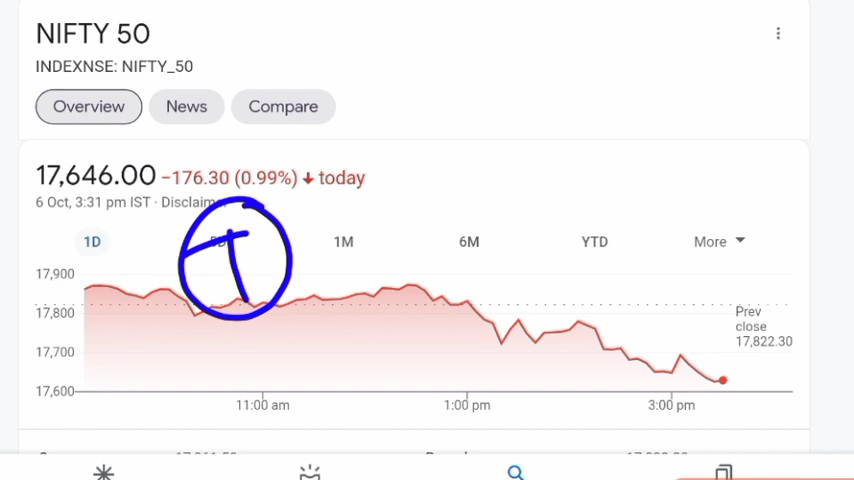 NIFTY 50
INDEXNSE: NIFTY_50
Overview News Compare
17,646.00 -176.30 (0.99%) ↓ today
6 Oct, 3:31 pm IST · Disclaimer
T
1D 1M 6M YTD More
17,900
17,800
17,700
17,600
Prev
close
17,822.30
11:00 am 1:00 pm 3:00 pm